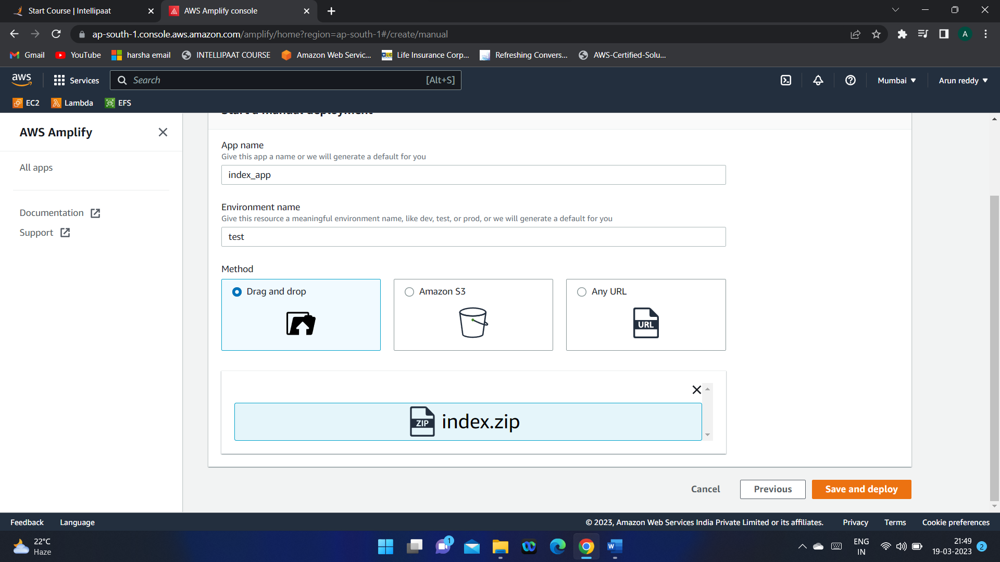 Start Course | Intellipaat
AWS Amplify console
ap-south-1.console.aws.amazon.com/amplify/home?region=ap-south-1#/create/manual
A
Gmail
YouTube
harsha email
INTELLIPAAT COURSE
Amazon Web Servic...
Life Insurance Corp...
Refreshing Convers...
AWS-Certified-Solu...
aws
Services
Search
[Alt+S]
Mumbai
Arun reddy
EC2
Lambda
EFS
AWS Amplify
All apps
Documentation
Support
Start a manual deployment
App name
Give this app a name or we will generate a default for you
index_app
Environment name
Give this resource a meaningful environment name, like dev, test, or prod, or we will generate a default for you
test
Method
Drag and drop
Amazon S3
Any URL
URL
ZIP
index.zip
Cancel
Previous
Save and deploy
Feedback
Language
© 2023, Amazon Web Services India Private Limited or its affiliates.
Privacy
Terms
Cookie preferences
22°C
Haze
1
W
ENG
IN
21:49
19-03-2023
2